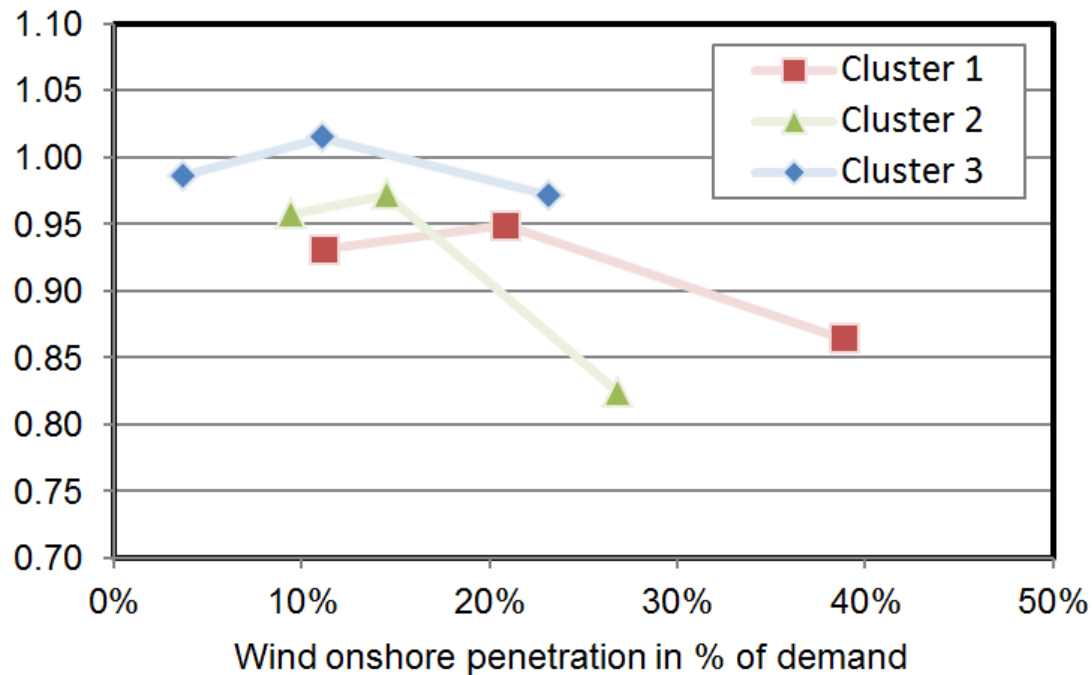 1.10
1.05
1.00
0.95
0.90
0.85
0.80
0.75
0.70
Cluster 1
Cluster 2
Cluster 3
0% 10% 20% 30% 40% 50%
Wind onshore penetration in % of demand